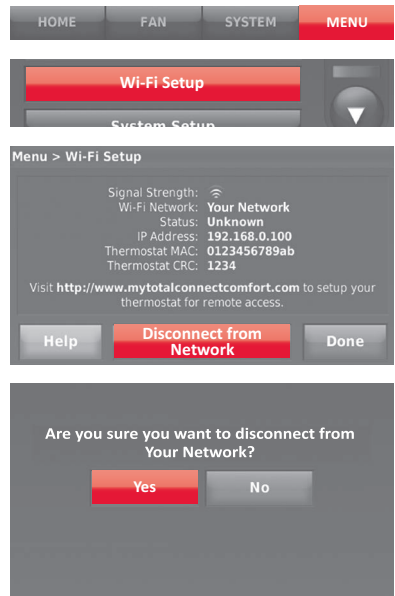 HOME FAN SYSTEM MENU
Wi-Fi Setup
System Setup
Menu > Wi-Fi Setup
Signal Strength:
Wi-Fi Network: Your Network
Status: Unknown
IP Address: 192.168.0.100
Thermostat MAC: 0123456789ab
Thermostat CRC: 1234
Visit http://www.mytotalconnectcomfort.com to setup your
thermostat for remote access.
Help
Disconnect from
Network
Done
Are you sure you want to disconnect from
Your Network?
Yes No